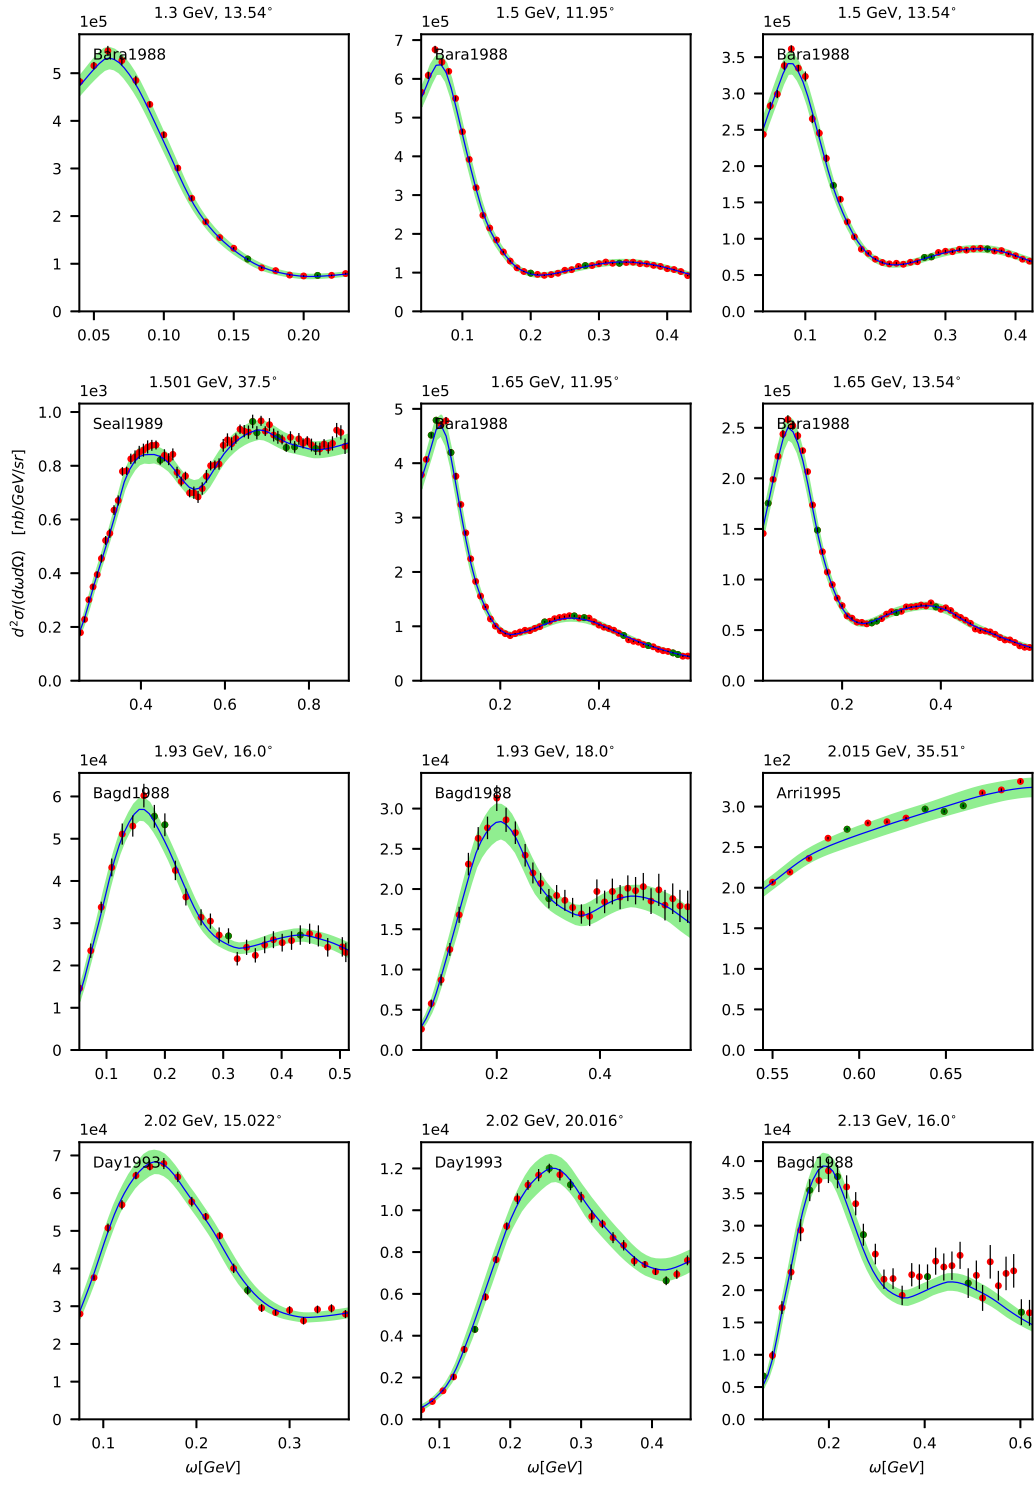 1.3 GeV, 13.54°
1e5
Bara1988
5
4
3
2
1
0
0.05 0.10 0.15 0.20
1.5 GeV, 11.95°
1e5
Bara1988
7
6
5
4
3
2
1
0
0.1 0.2 0.3 0.4
1.5 GeV, 13.54°
1e5
Bara1988
3.5
3.0
2.5
2.0
1.5
1.0
0.5
0.0
0.1 0.2 0.3 0.4
1.501 GeV, 37.5°
1e3
Seal1989
1.0
0.8
0.6
0.4
0.2
0.0
0.4 0.6 0.8
d²σ/(dωdΩ) [nb/GeV/sr]
1.65 GeV, 11.95°
1e5
Bara1988
5
4
3
2
1
0
0.2 0.4
1.65 GeV, 13.54°
1e5
Bara1988
2.5
2.0
1.5
1.0
0.5
0.0
0.2 0.4
1.93 GeV, 16.0°
1e4
Bagd1988
6
5
4
3
2
1
0
0.1 0.2 0.3 0.4 0.5
1.93 GeV, 18.0°
1e4
Bagd1988
3.0
2.5
2.0
1.5
1.0
0.5
0.0
0.2 0.4
2.015 GeV, 35.51°
1e2
Arri1995
3.0
2.0
1.0
0.0
0.55 0.60 0.65
2.02 GeV, 15.022°
1e4
Day1993
7
6
5
4
3
2
1
0
0.1 0.2 0.3
ω[GeV]
2.02 GeV, 20.016°
1e4
Day1993
1.2
1.0
0.8
0.6
0.4
0.2
0.0
0.1 0.2 0.3 0.4
ω[GeV]
2.13 GeV, 16.0°
1e4
Bagd1988
4.0
3.5
3.0
2.5
2.0
1.5
1.0
0.5
0.0
0.2 0.4 0.6
ω[GeV]